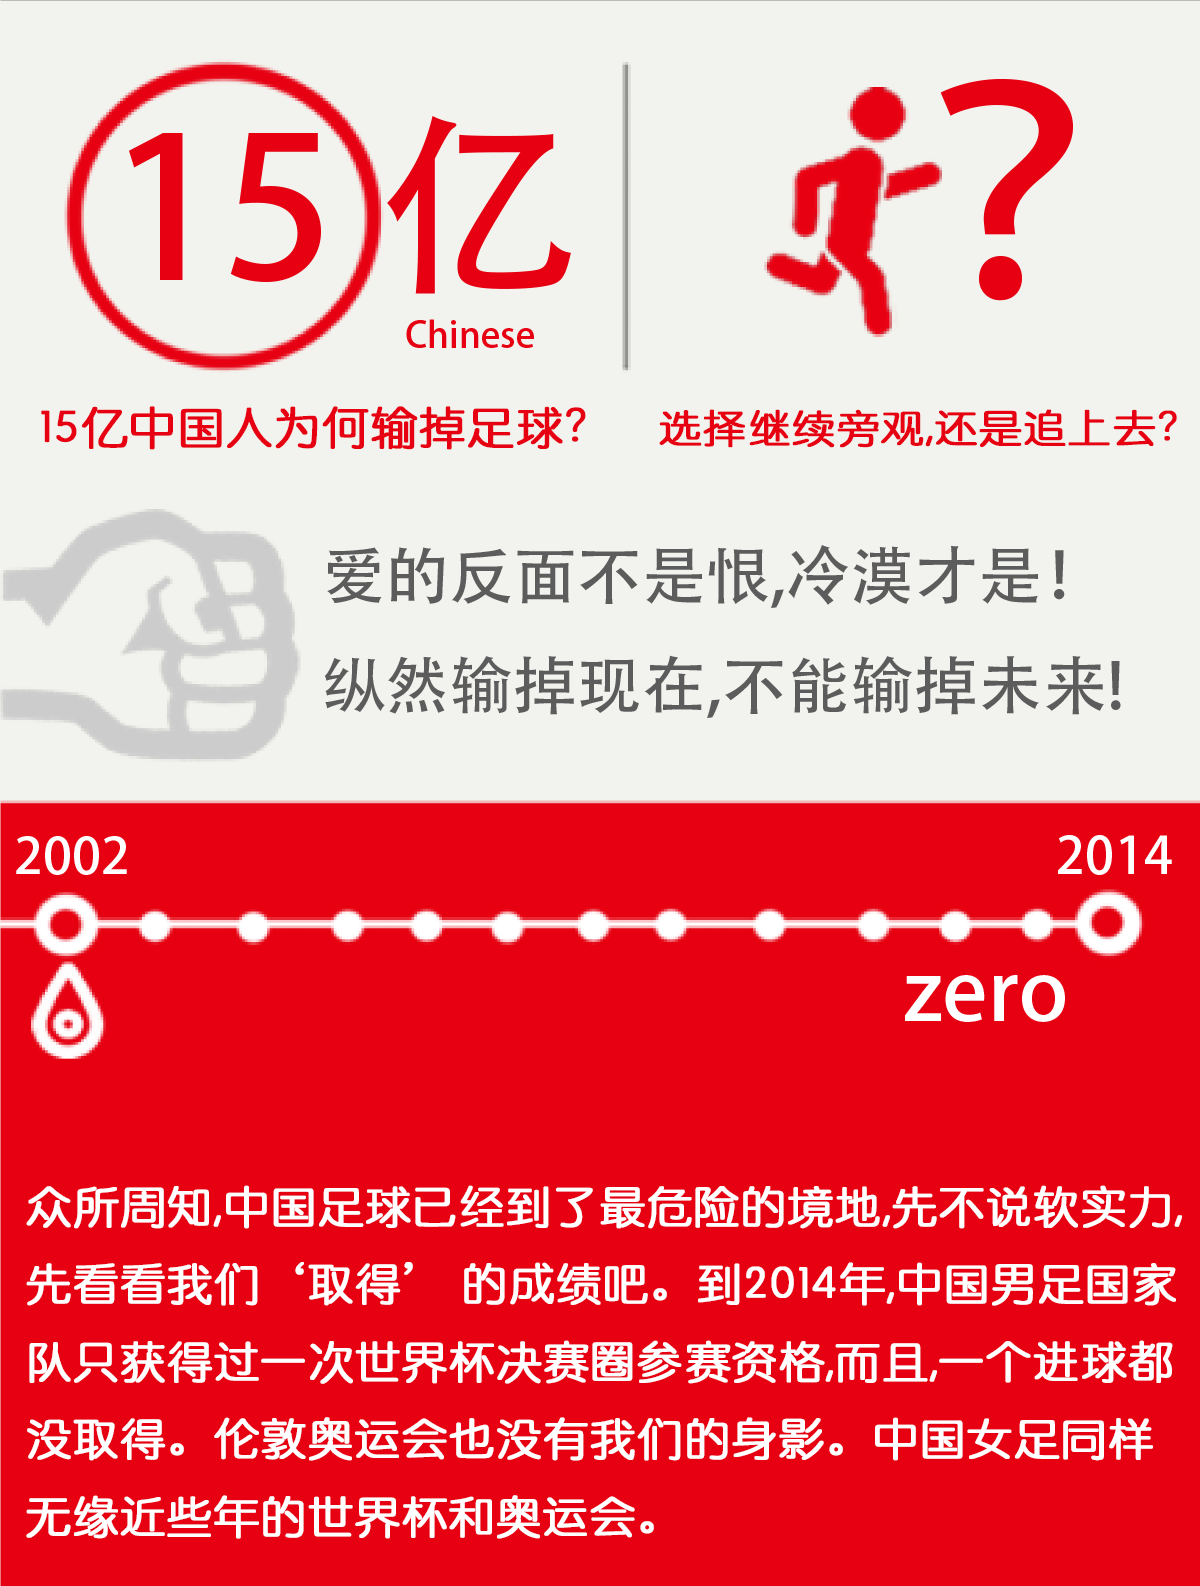 15亿
?
Chinese
15亿中国人为何输掉足球?
选择继续旁观,还是追上去?
爱的反面不是恨,冷漠才是!
纵然输掉现在,不能输掉未来!
2002
2014
zero
众所周知,中国足球已经到了最危险的境地,先不说软实力,
先看看我们‘取得’ 的成绩吧。到2014年,中国男足国家
队只获得过一次世界杯决赛圈参赛资格,而且,一个进球都
没取得。伦敦奥运会也没有我们的身影。中国女足同样
无缘近些年的世界杯和奥运会。